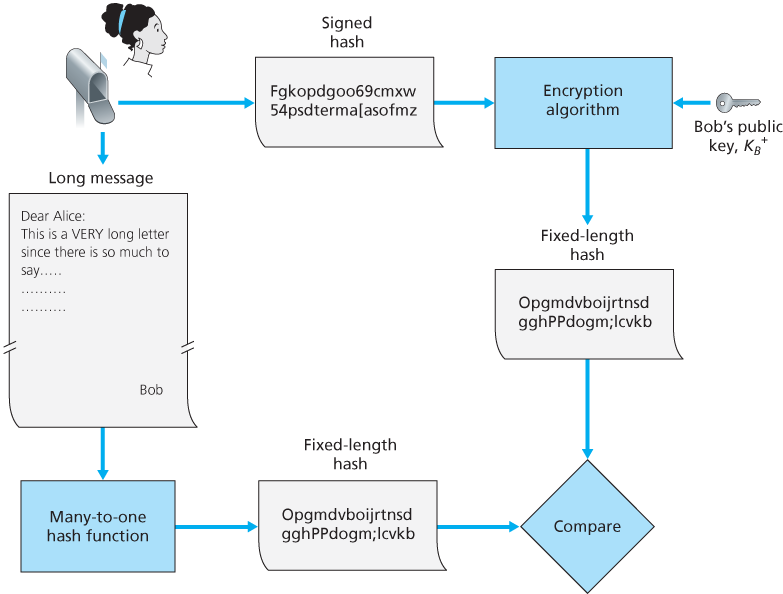 Signed
hash
Fgkopdgoo69cmxw
54psdterma[asofmz
Encryption
algorithm
Bob's public
key, K_B^+
Long message
Dear Alice:
This is a VERY long letter
since there is so much to
say.....
..........
..........
Bob
Fixed-length
hash
Opgmdvboijrtnsd
gghPPdogm;lcvkb
Many-to-one
hash function
Fixed-length
hash
Opgmdvboijrtnsd
gghPPdogm;lcvkb
Compare